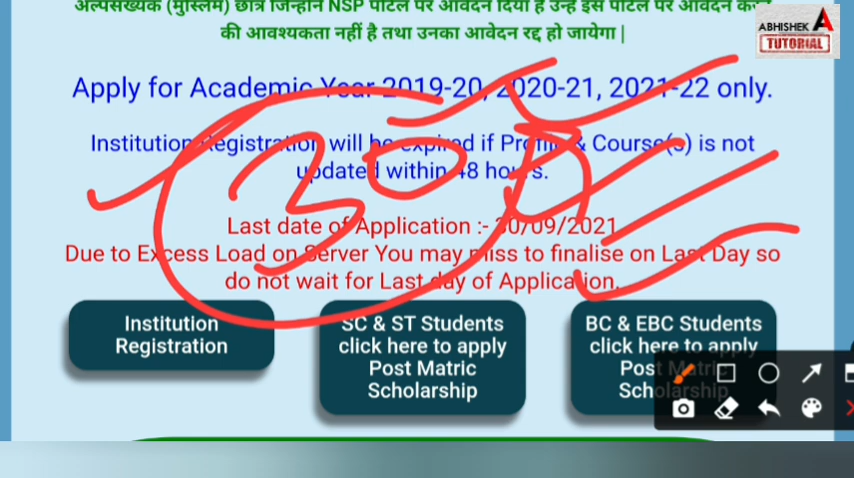 अल्पसंख्यक (मुस्लिम) छात्र जिन्होंने NSP पोर्टल पर आवेदन दिया है उन्हें इस पोर्टल पर आवेदन
की आवश्यकता नहीं है तथा उनका आवेदन रद्द हो जायेगा |
ABHISHEK A
TUTORIAL
Apply for Academic Year 2019-20, 2020-21, 2021-22 only.
Institution Registration will be expired if Profile & Course(s) is not
updated within 48 hours.
Last date of Application :- 30/09/2021
Due to Excess Load on Server You may miss to finalise on Last Day so
do not wait for Last day of Application.
Institution
Registration
SC & ST Students
click here to apply
Post Matric
Scholarship
BC & EBC Students
click here to apply
Post Matric
Scholarship
30